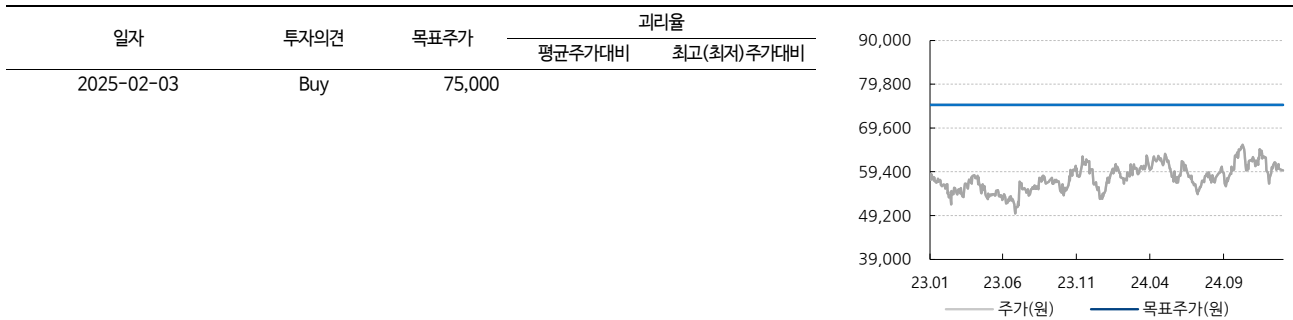 일자 투자의견 목표주가 괴리율
평균주가대비 최고(최저)주가대비
2025-02-03 Buy 75,000
90,000
79,800
69,600
59,400
49,200
39,000
23.01 23.06 23.11 24.04 24.09
주가(원) 목표주가(원)